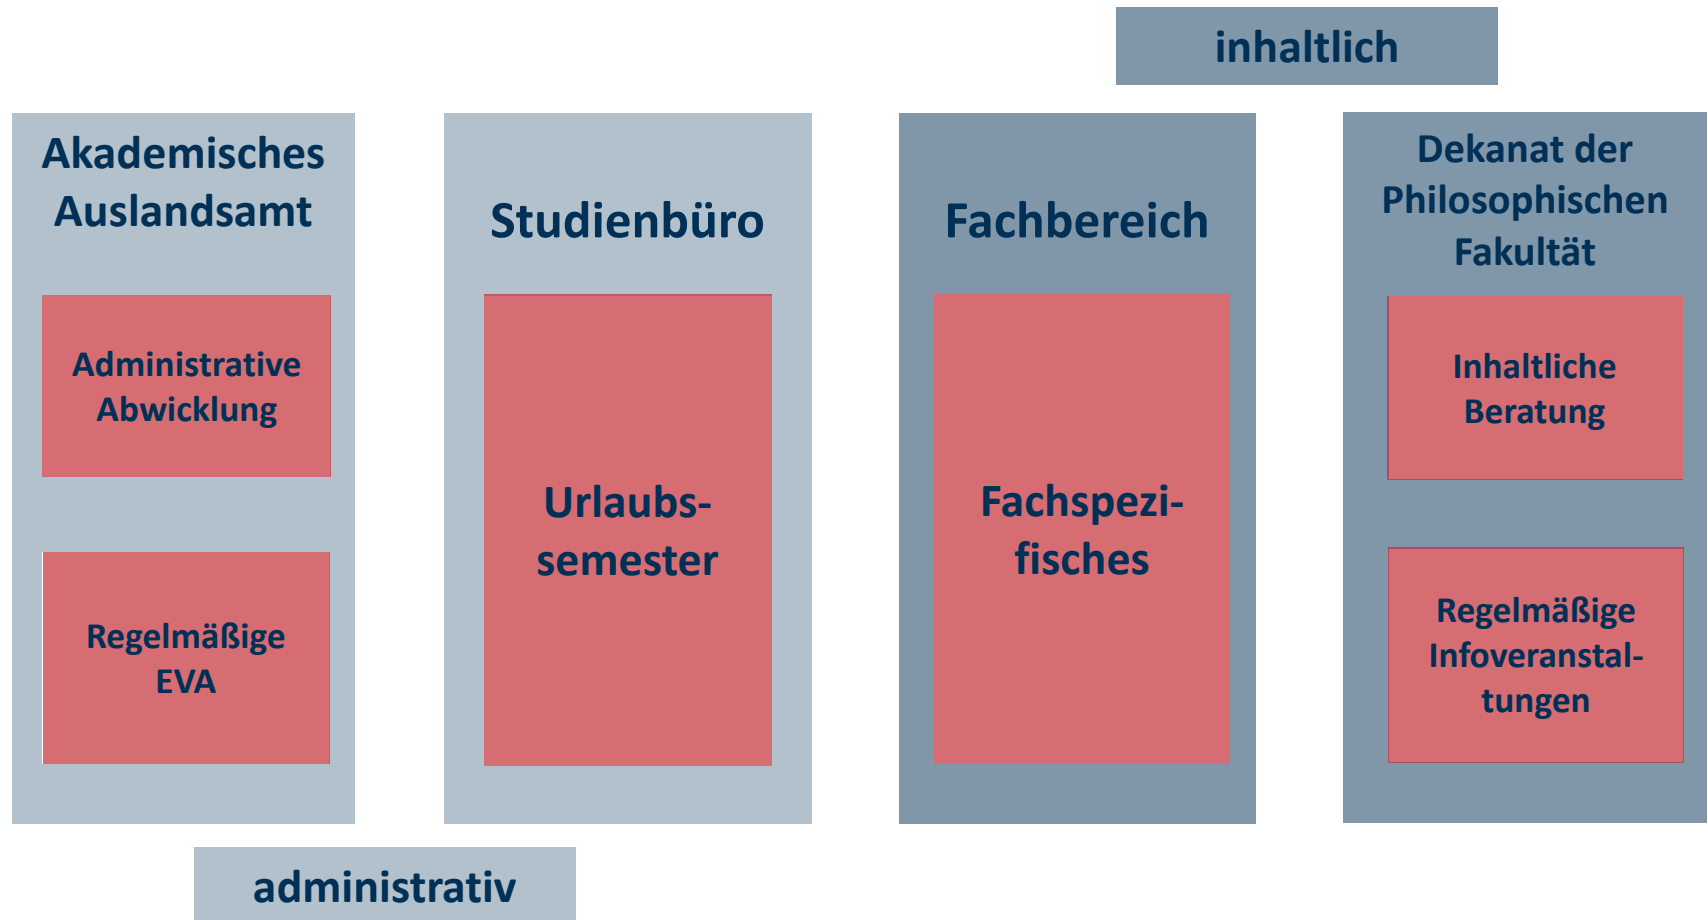 inhaltlich
Akademisches
Auslandsamt
Administrative
Abwicklung
Regelmäßige
EVA
Studienbüro
Urlaubs-
semester
Fachbereich
Fachspezi-
fisches
Dekanat der
Philosophischen
Fakultät
Inhaltliche
Beratung
Regelmäßige
Infoveranstal-
tungen
administrativ